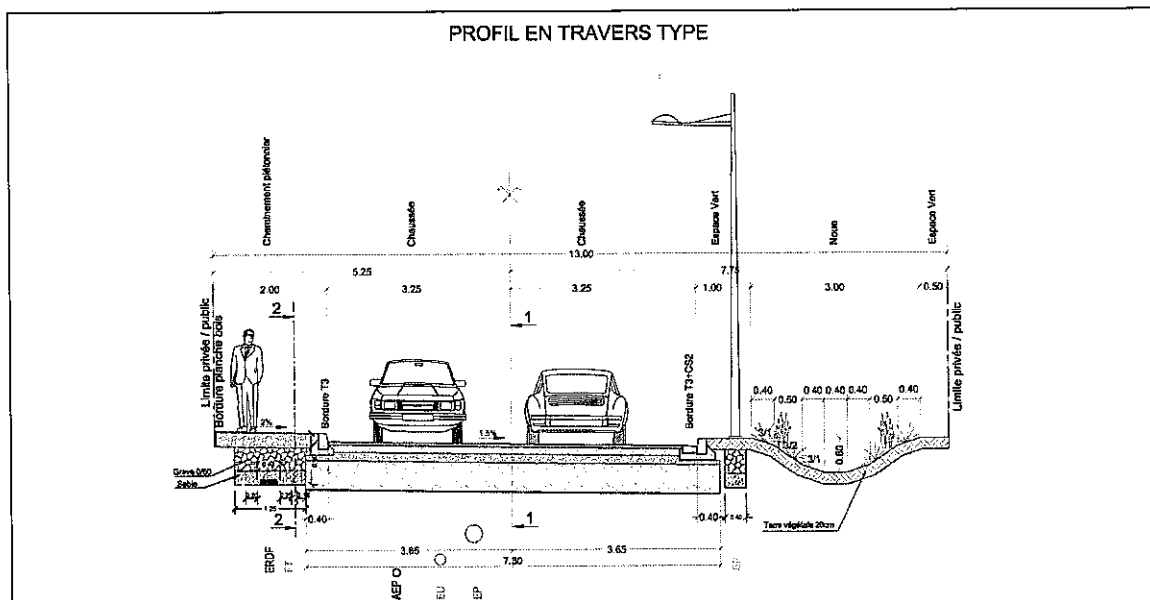 PROFIL EN TRAVERS TYPE
Cheminement piétonnier
Chaussée
Chaussée
Espace Vert
Noue
Espace Vert
13.00
5.25
7.75
2.00
3.25
3.25
1.00
3.00
0.50
2
1
Limite privée / public
Bordure planche bois
Bordure T3
Bordure T3+CS2
Limite privés / public
0.40
0.40
0.40
0.40
0.40
0.50
0.50
3/1
3/1
0.60
Grave 0/60
Sable
1.25
2
0.40
1
0.40
Terre végétale 20cm
3.65
7.30
ERDF
FT
AEP
EU
EP